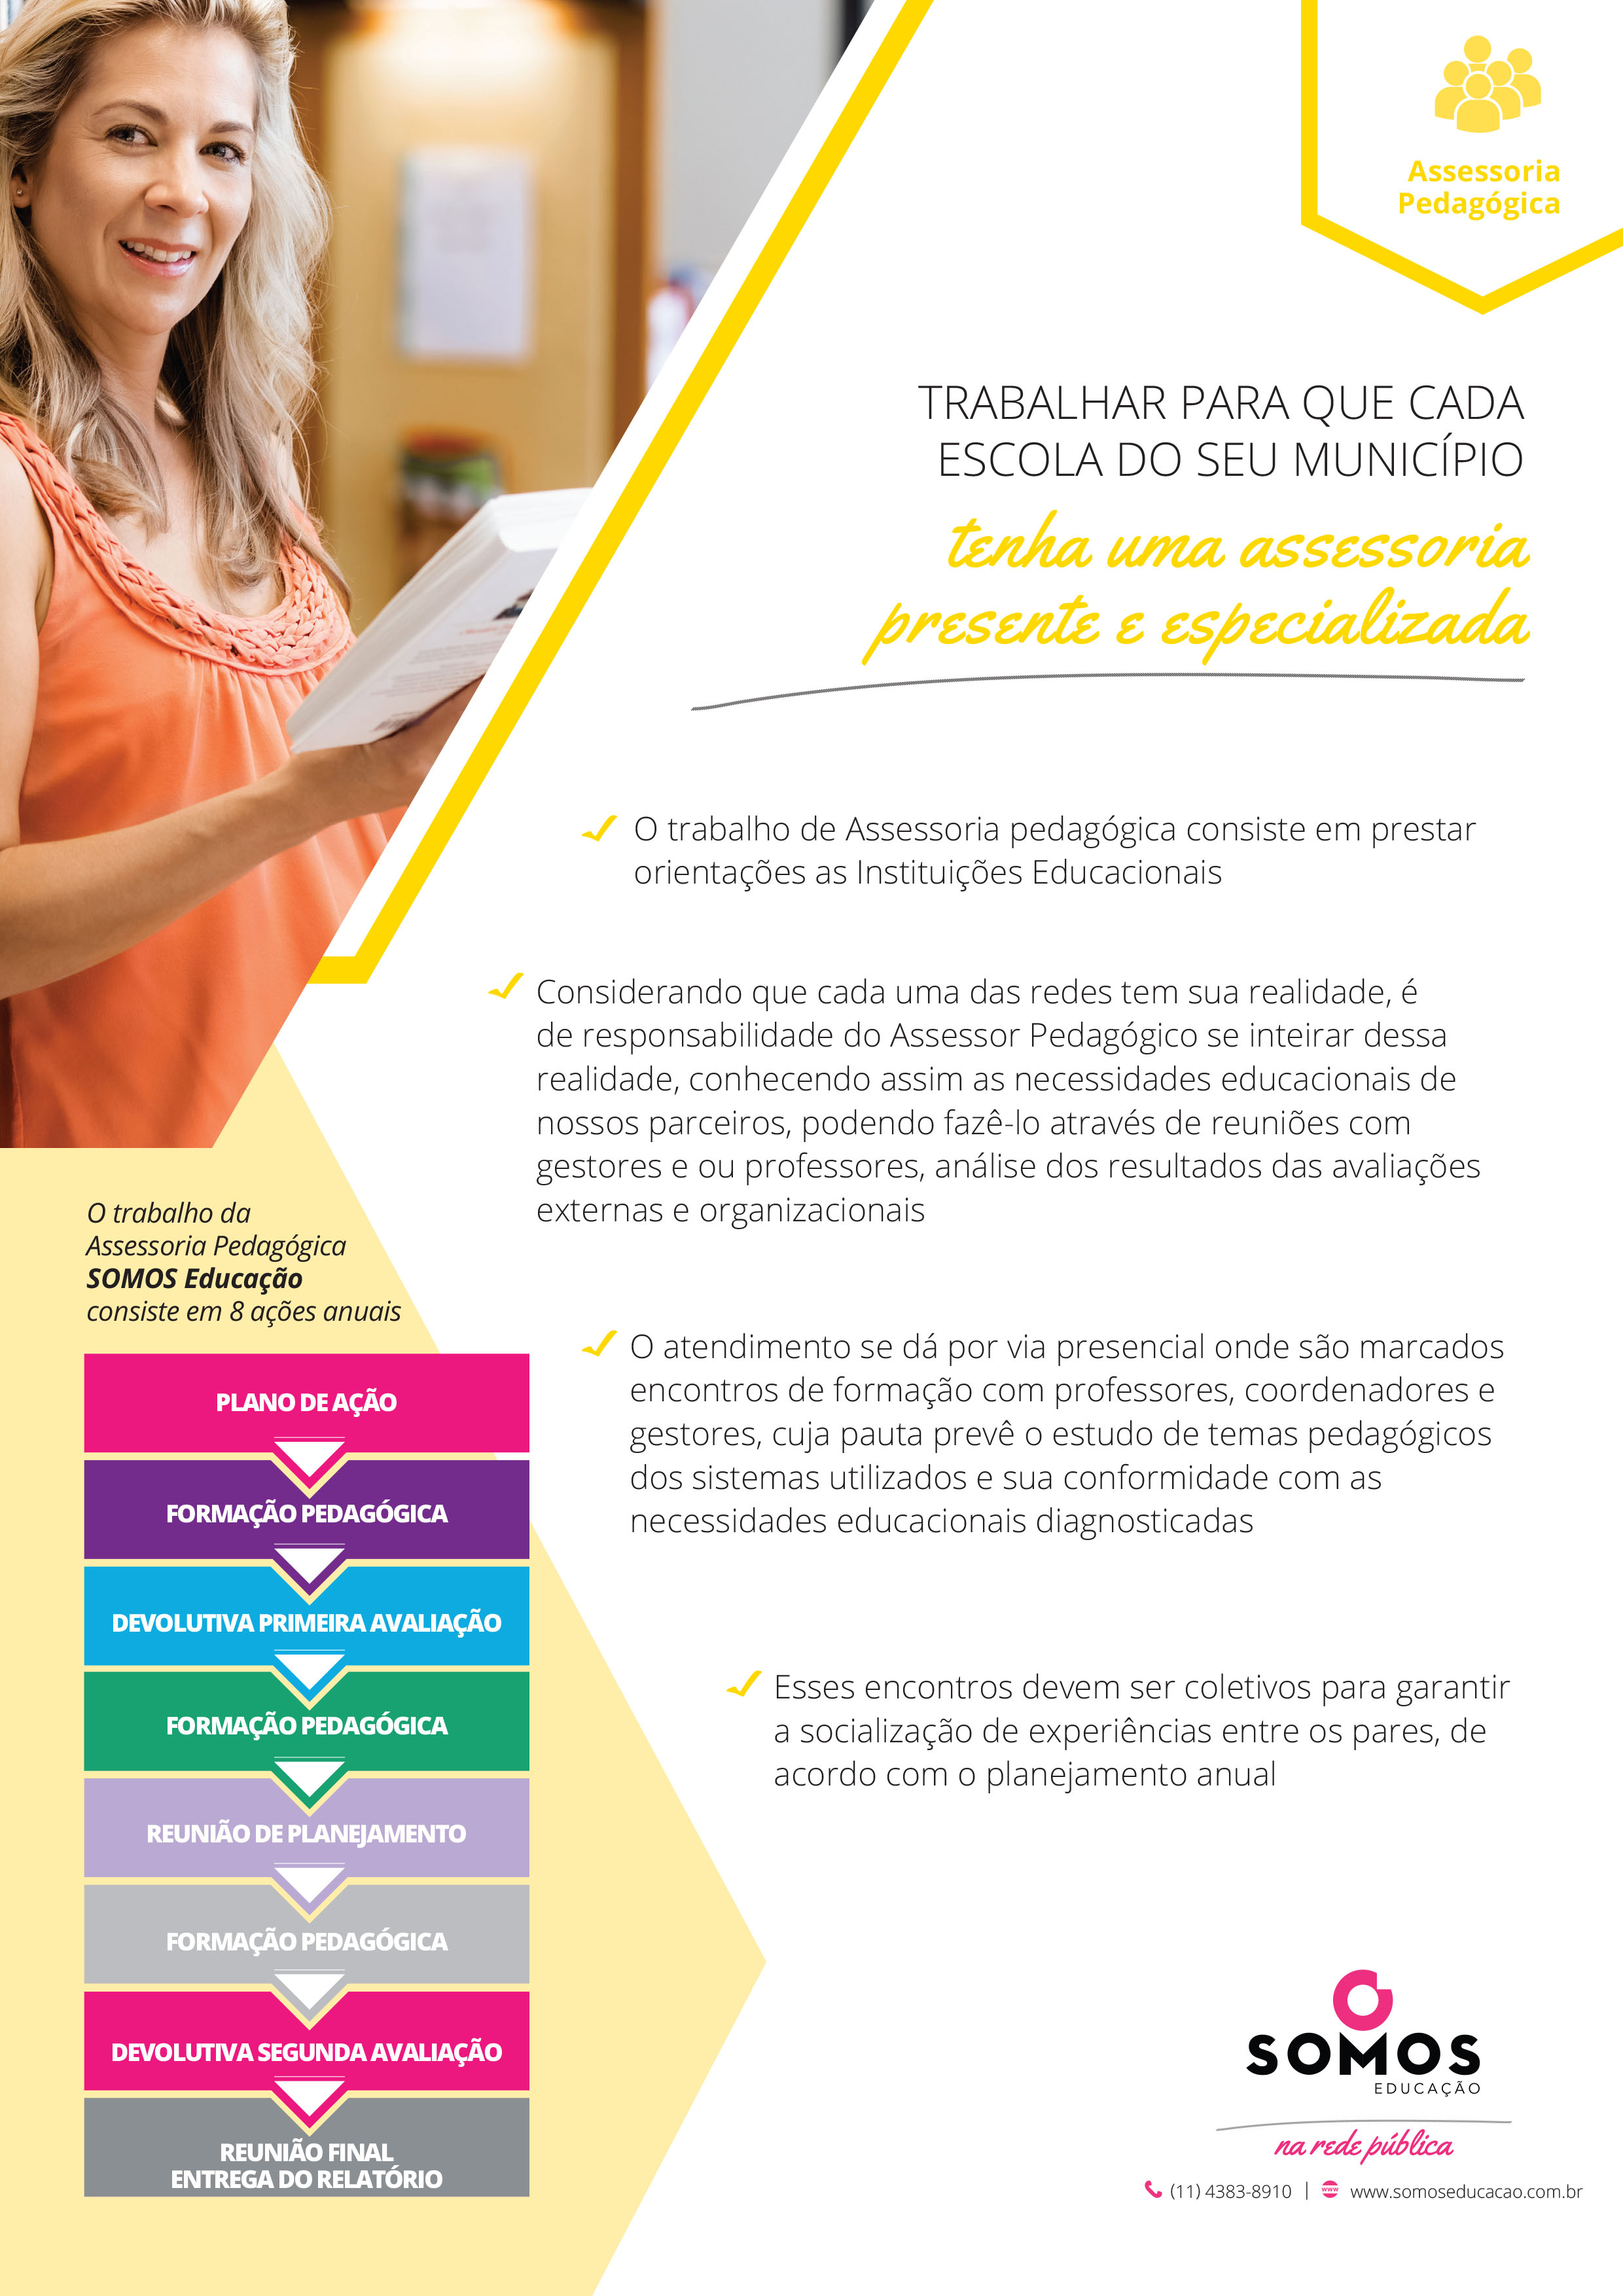 Assessoria
Pedagógica
TRABALHAR PARA QUE CADA
ESCOLA DO SEU MUNICÍPIO
tenha uma assessoria
presente e especializada
O trabalho de Assessoria pedagógica consiste em prestar
orientações as Instituições Educacionais
Considerando que cada uma das redes tem sua realidade, é
de responsabilidade do Assessor Pedagógico se inteirar dessa
realidade, conhecendo assim as necessidades educacionais de
nossos parceiros, podendo fazê-lo através de reuniões com
gestores e ou professores, análise dos resultados das avaliações
externas e organizacionais
O atendimento se dá por via presencial onde são marcados
encontros de formação com professores, coordenadores e
gestores, cuja pauta prevê o estudo de temas pedagógicos
dos sistemas utilizados e sua conformidade com as
necessidades educacionais diagnosticadas
Esses encontros devem ser coletivos para garantir
a socialização de experiências entre os pares, de
acordo com o planejamento anual
O trabalho da
Assessoria Pedagógica
SOMOS Educação
consiste em 8 ações anuais
PLANO DE AÇÃO
FORMAÇÃO PEDAGÓGICA
DEVOLUTIVA PRIMEIRA AVALIAÇÃO
FORMAÇÃO PEDAGÓGICA
REUNIÃO DE PLANEJAMENTO
FORMAÇÃO PEDAGÓGICA
DEVOLUTIVA SEGUNDA AVALIAÇÃO
REUNIÃO FINAL
ENTREGA DO RELATÓRIO
SOMOS
EDUCAÇÃO
na rede pública
(11) 4383-8910 | www www.somoseducacao.com.br